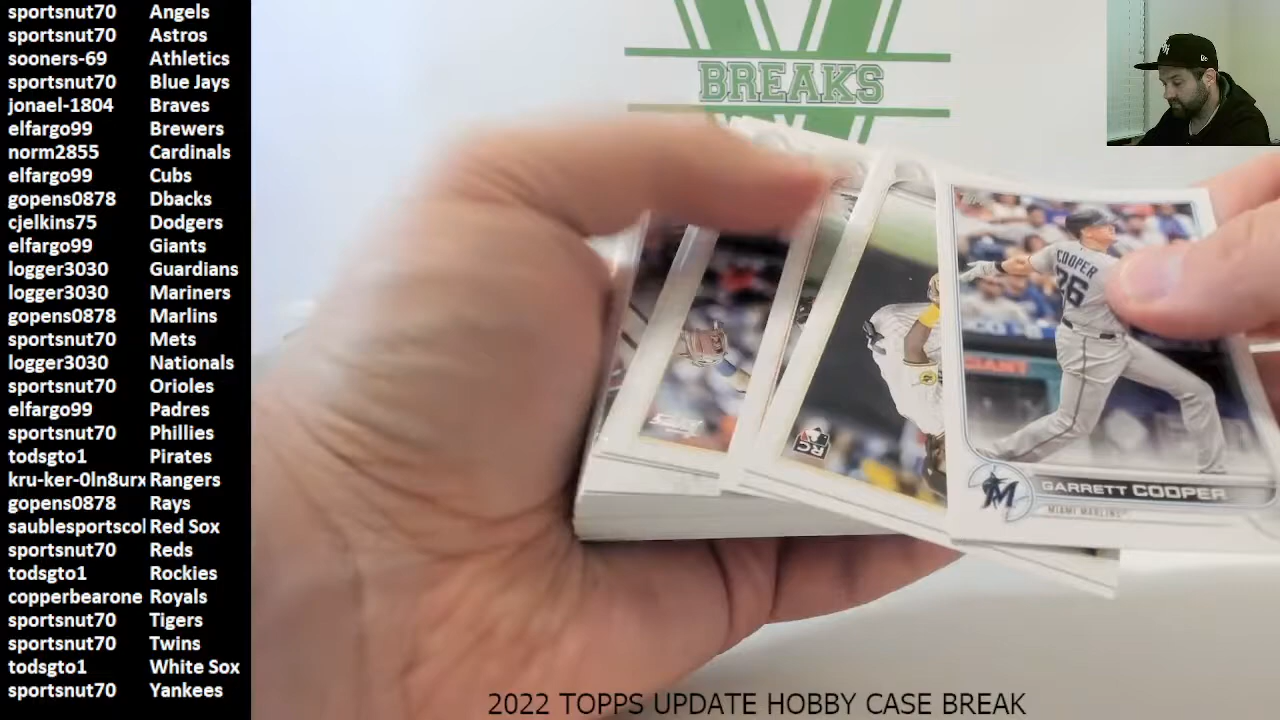 sportsnut70 Angels
sportsnut70 Astros
sooners-69 Athletics
sportsnut70 Blue Jays
jonael-1804 Braves
elfargo99 Brewers
norm2855 Cardinals
elfargo99 Cubs
gopens0878 Dbacks
cjelkins75 Dodgers
elfargo99 Giants
logger3030 Guardians
logger3030 Mariners
gopens0878 Marlins
sportsnut70 Mets
logger3030 Nationals
sportsnut70 Orioles
elfargo99 Padres
sportsnut70 Phillies
todsgto1 Pirates
kru-ker-0ln8urx Rangers
gopens0878 Rays
saublesportscol Red Sox
sportsnut70 Reds
todsgto1 Rockies
copperbearone Royals
sportsnut70 Tigers
sportsnut70 Twins
todsgto1 White Sox
sportsnut70 Yankees
V
BREAKS
COOPER
26
RC
M
GARRETT COOPER
MIAMI MARLINS
2022 TOPPS UPDATE HOBBY CASE BREAK